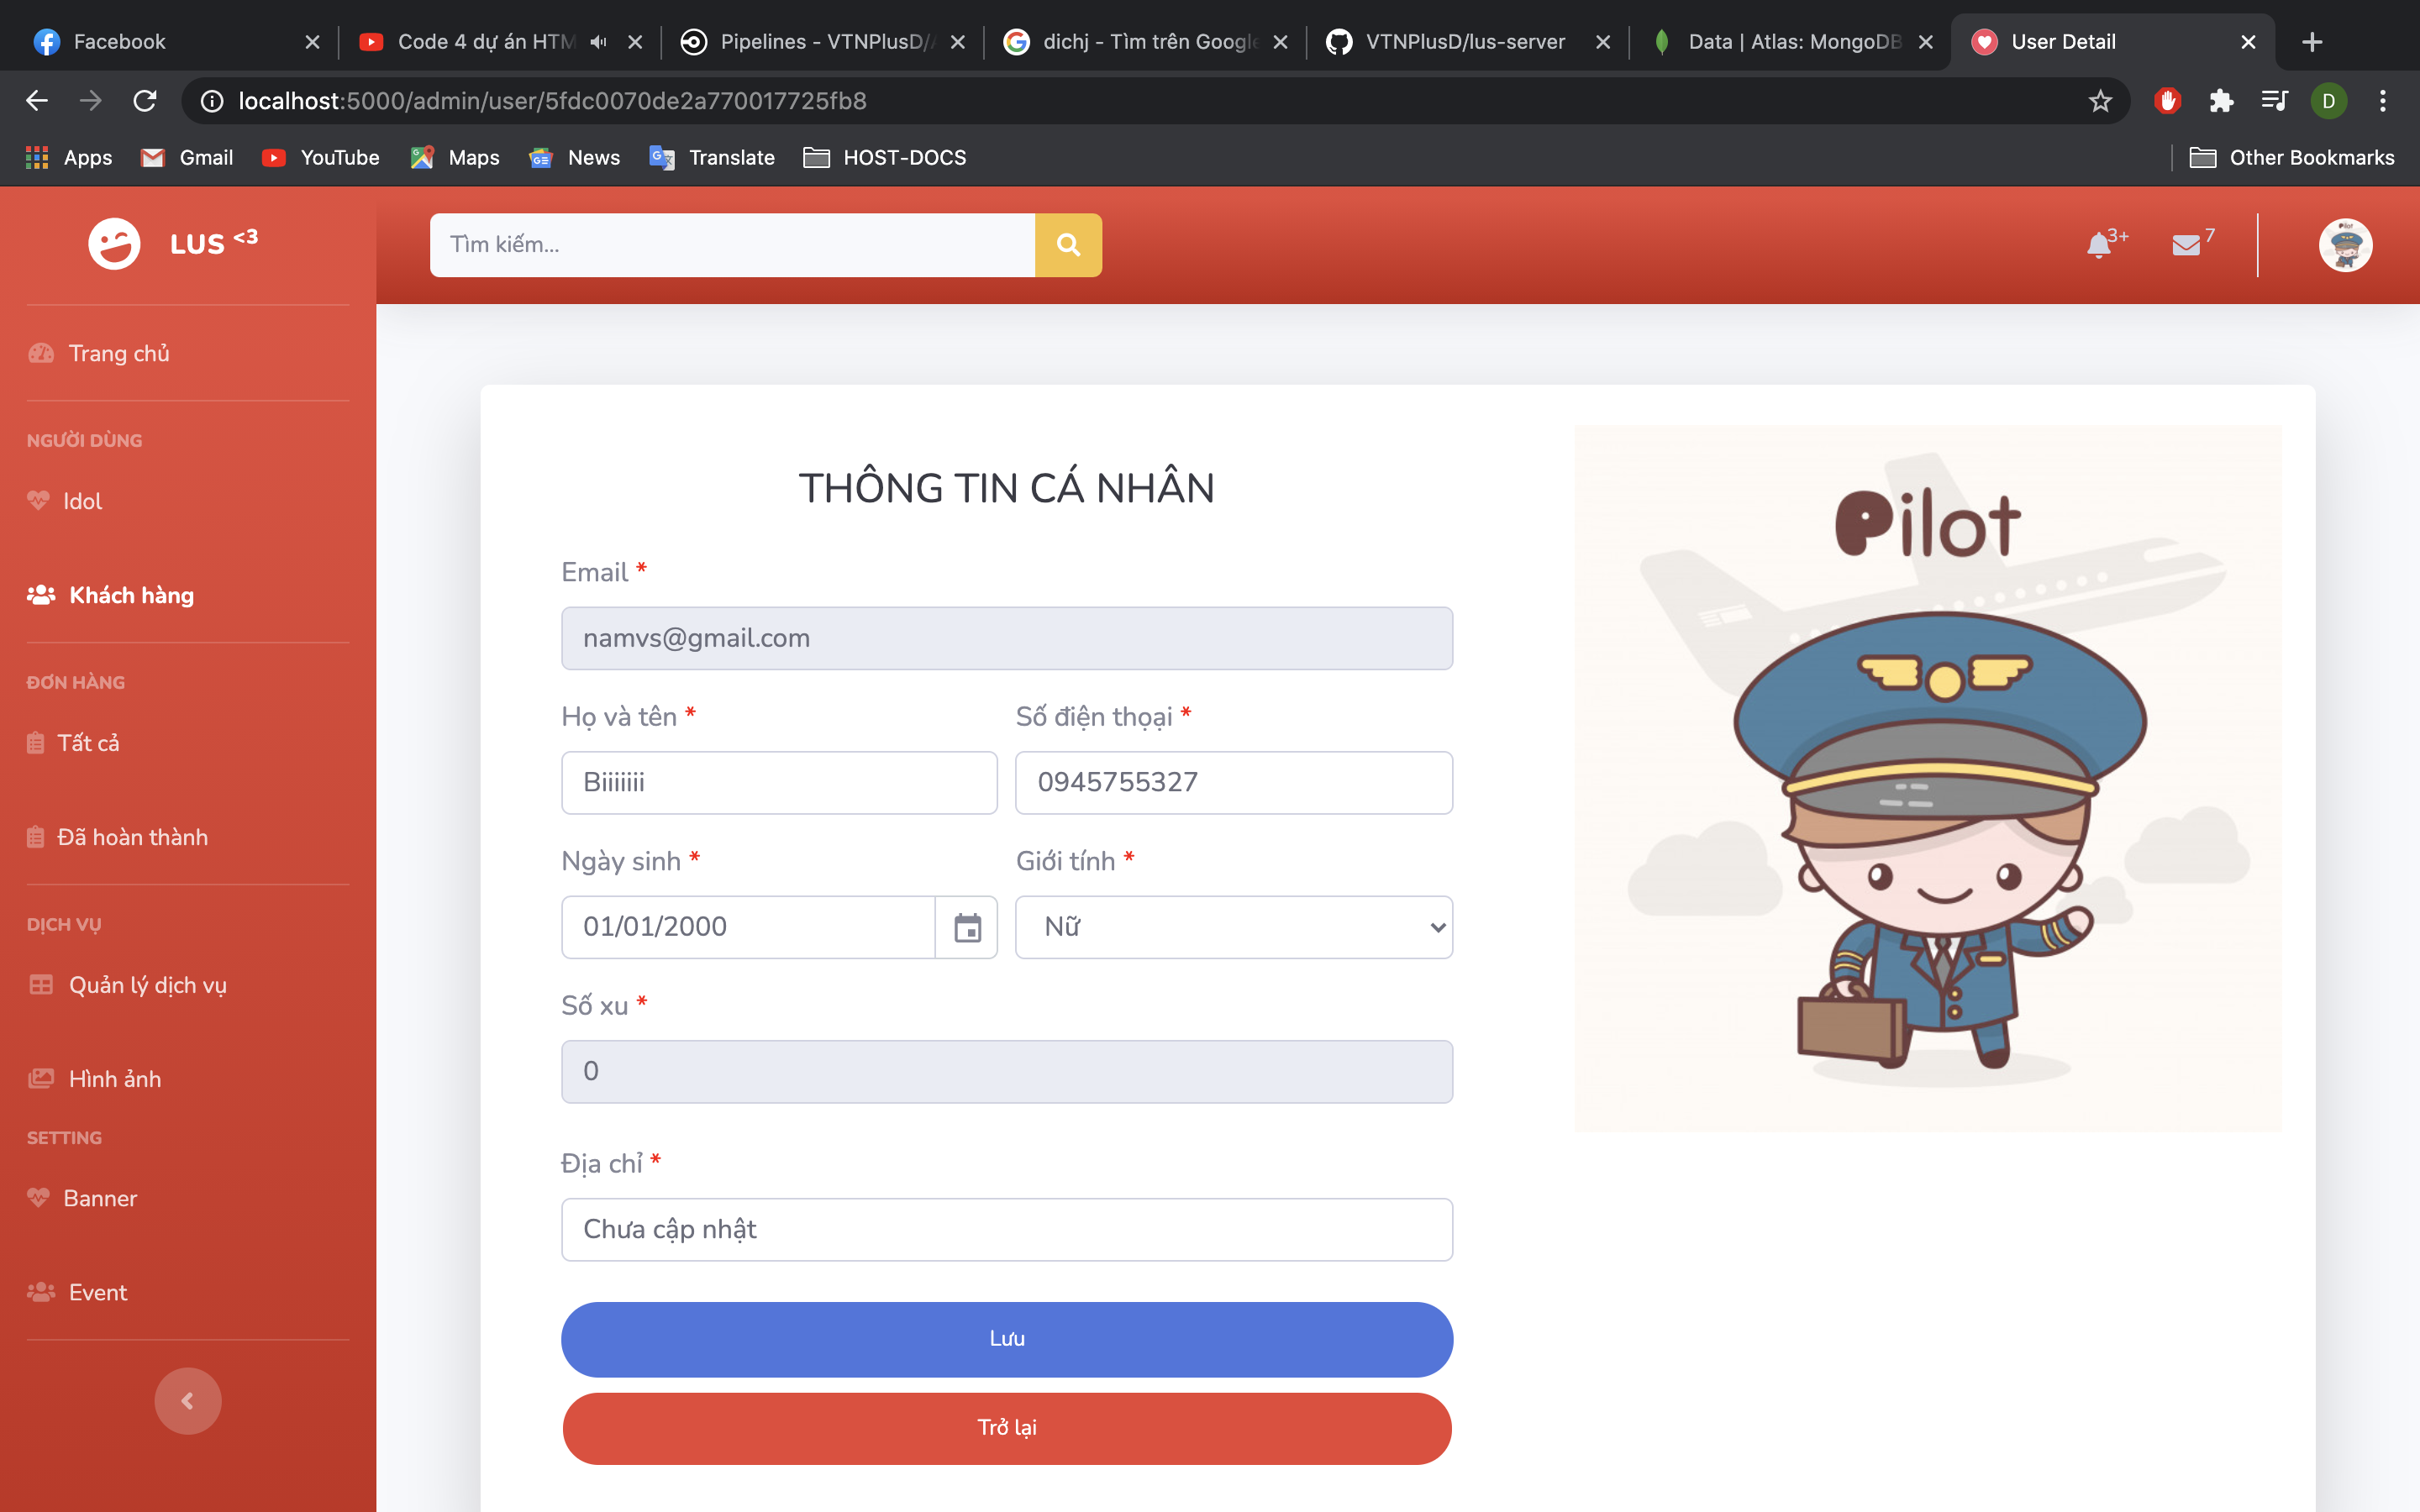 Facebook
Code 4 dự án HTM
Pipelines - VTNPlusD/
dichj - Tìm trên Google
VTNPlusD/lus-server
Data | Atlas: MongoDB
User Detail
localhost:5000/admin/user/5fdc0070de2a770017725fb8
D
Apps
Gmail
YouTube
Maps
News
Translate
HOST-DOCS
Other Bookmarks
LUS <3
Tìm kiếm...
3+
7
Trang chủ
NGƯỜI DÙNG
Idol
Khách hàng
ĐƠN HÀNG
Tất cả
Đã hoàn thành
DỊCH VỤ
Quản lý dịch vụ
Hình ảnh
SETTING
Banner
Event
THÔNG TIN CÁ NHÂN
Email *
namvs@gmail.com
Họ và tên *
Số điện thoại *
Biiiiiii
0945755327
Ngày sinh *
Giới tính *
01/01/2000
Nữ
Số xu *
0
Địa chỉ *
Chưa cập nhật
Lưu
Trở lại
Pilot